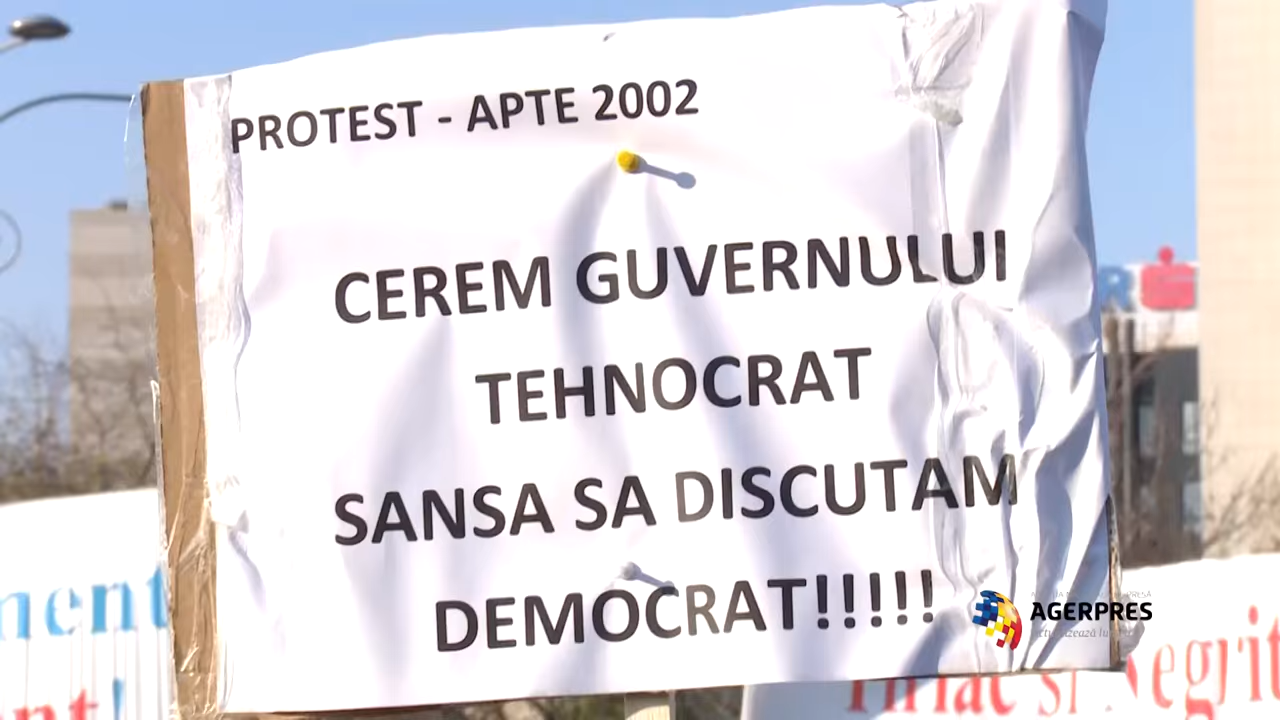 PROTEST - APTE 2002
CEREM GUVERNULUI
TEHNOCRAT
SANSA SA DISCUTAM
DEMOCRAT!!!!!
AGERPRES